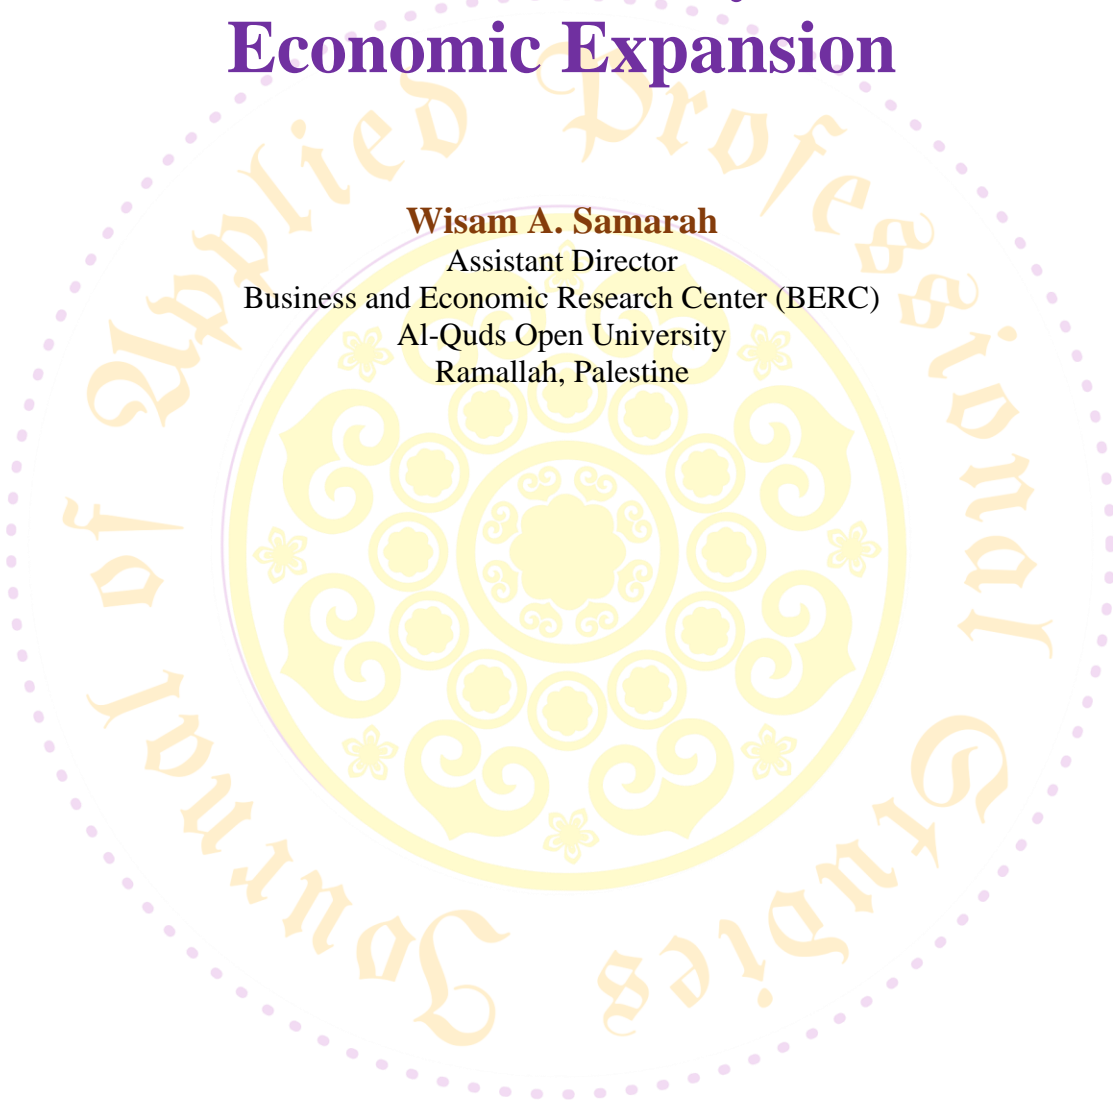 Economic Expansion
Wisam A. Samarah
Assistant Director
Business and Economic Research Center (BERC)
Al-Quds Open University
Ramallah, Palestine
Journal of Applied Professional Studies